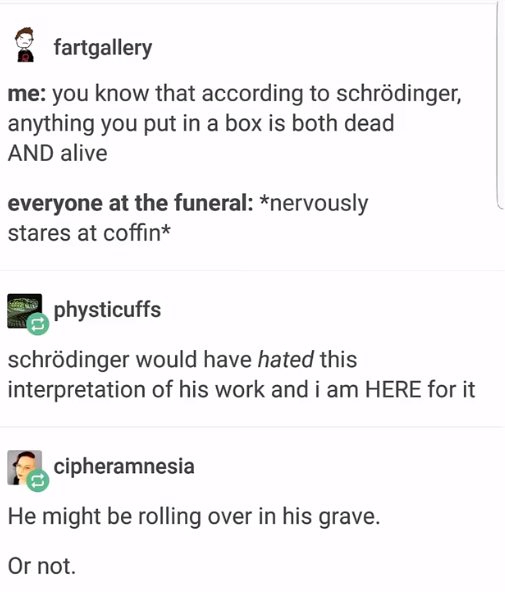 fartgallery
me: you know that according to schrödinger,
anything you put in a box is both dead
AND alive
everyone at the funeral: *nervously
stares at coffin*
physticuffs
schrödinger would have hated this
interpretation of his work and i am HERE for it
cipheramnesia
He might be rolling over in his grave.
Or not.